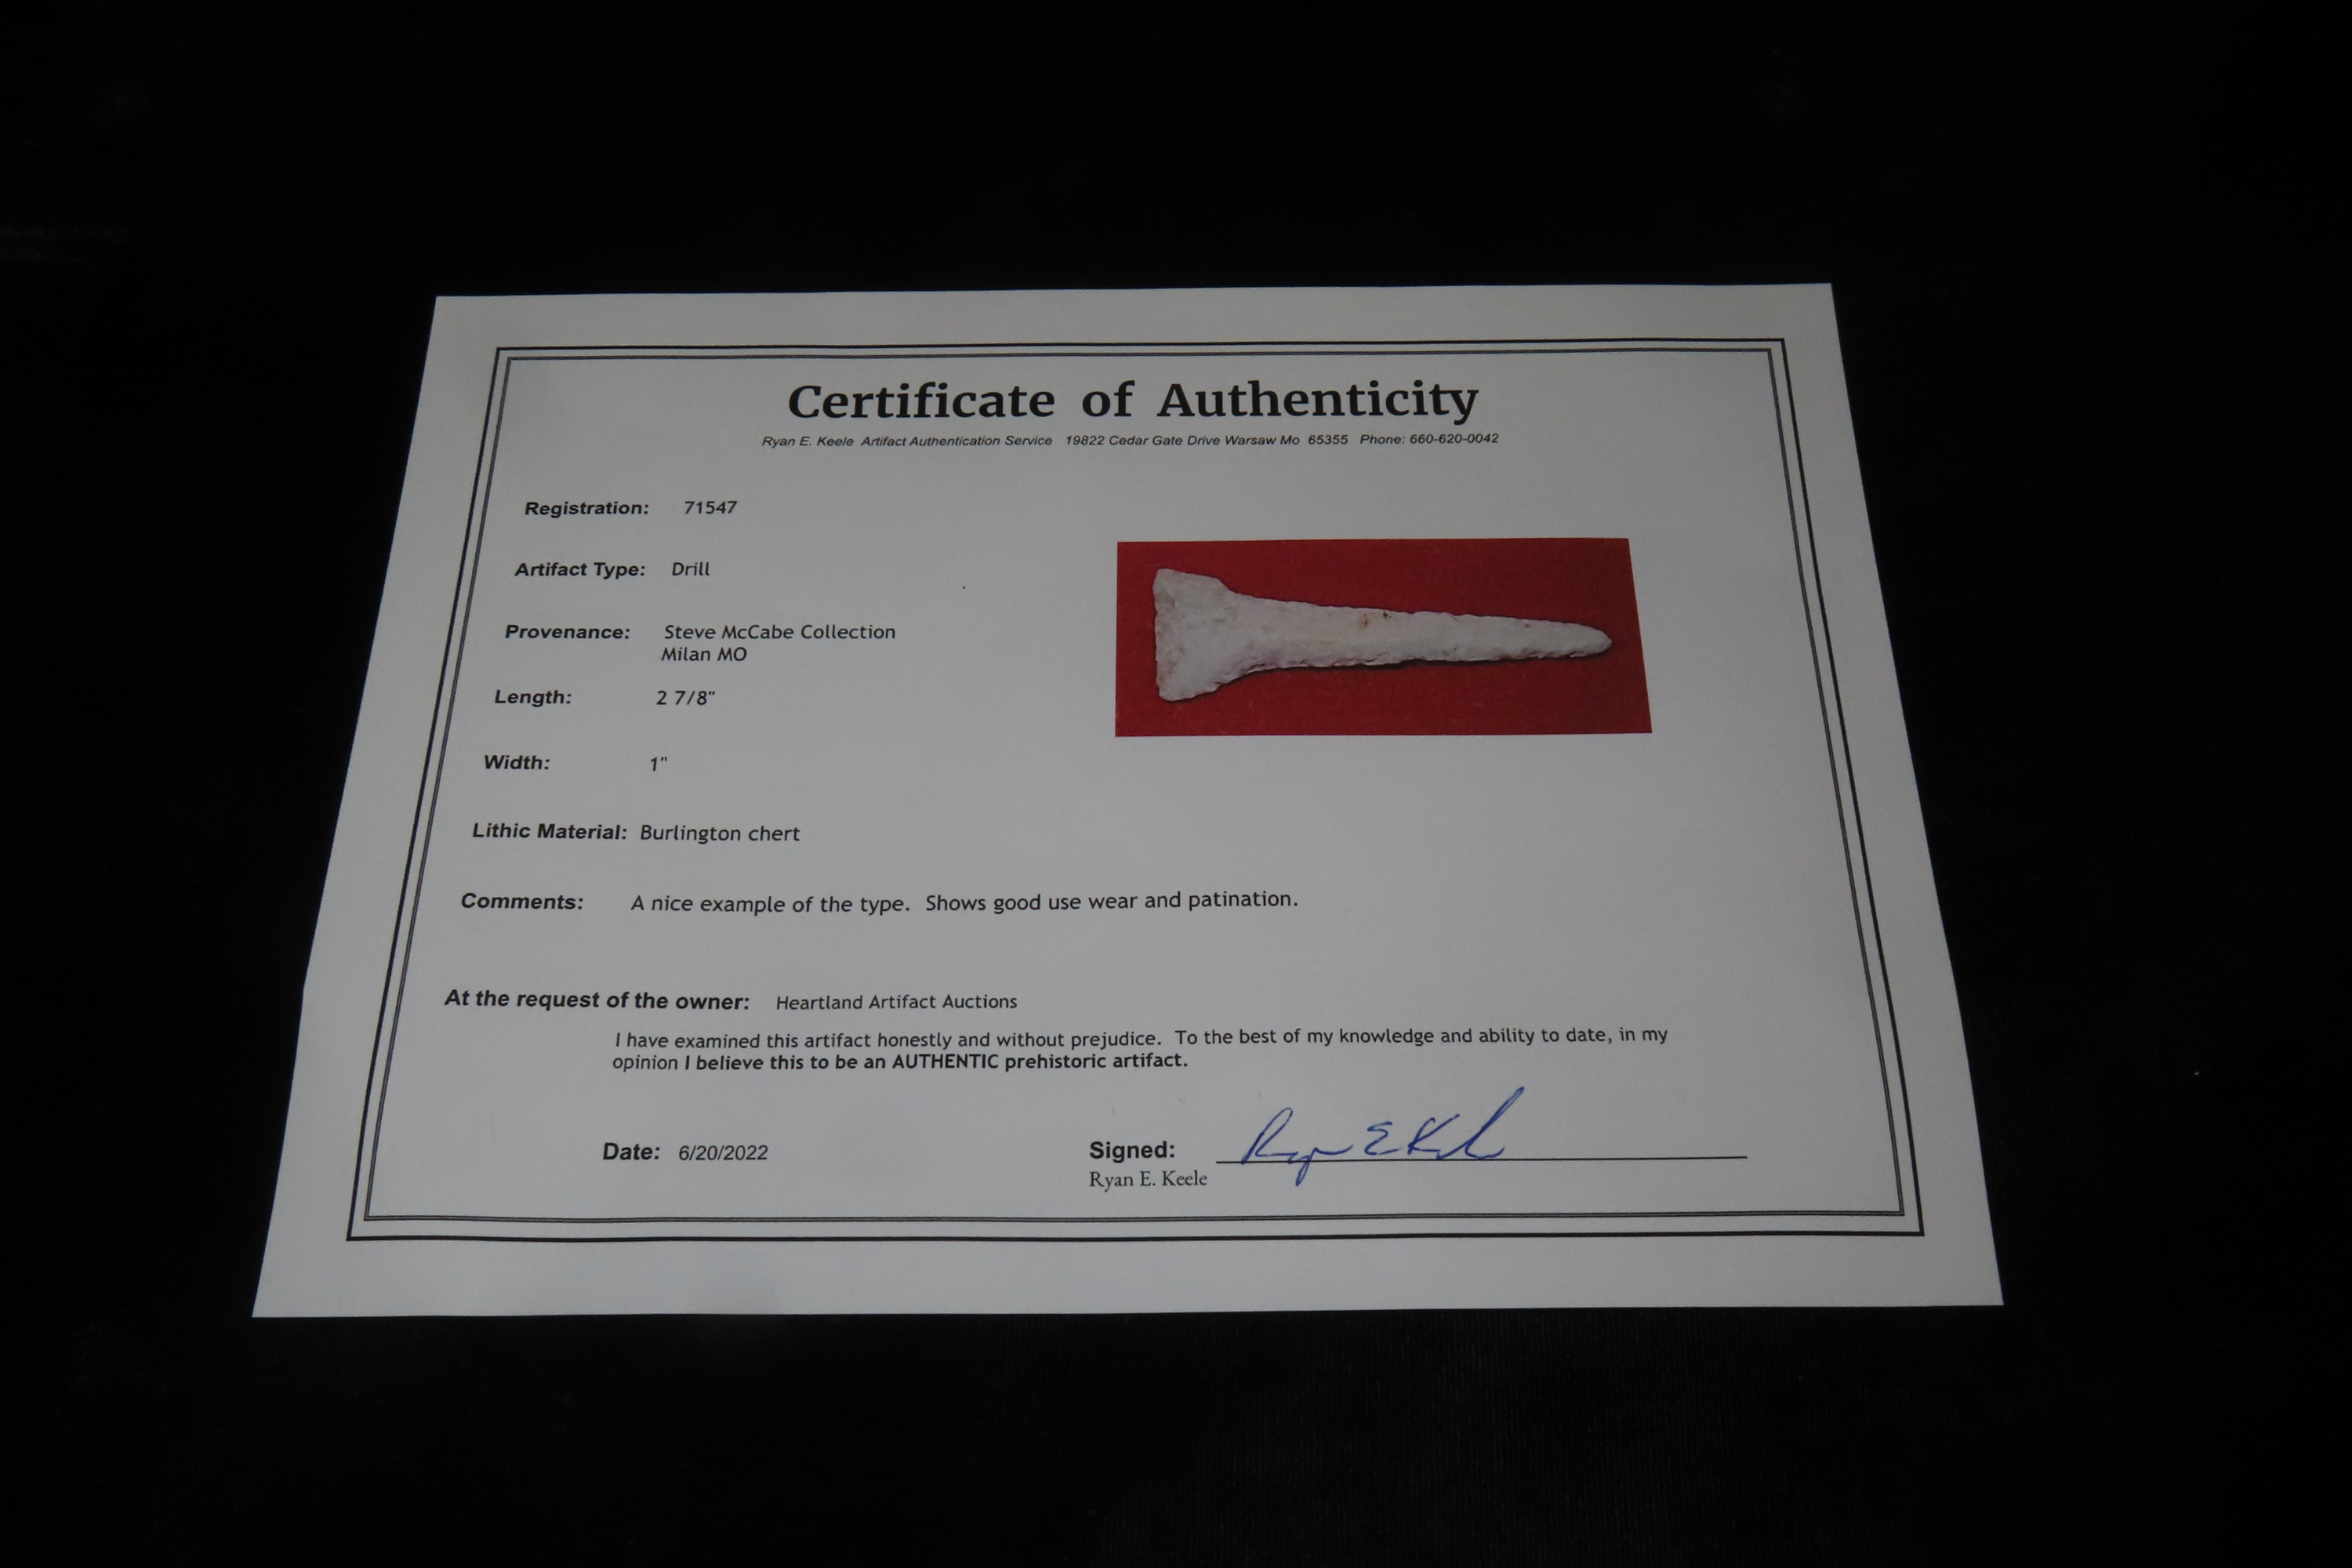 Certificate of Authenticity
Ryan E. Keele Artifact Authentication Service 19822 Cedar Gate Drive Warsaw Mo 65355 Phone: 660-620-0042
Registration: 71547
Artifact Type: Drill
Provenance: Steve McCabe Collection
Milan MO
Length: 2 7/8"
Width: 1"
Lithic Material: Burlington chert
Comments: A nice example of the type. Shows good use wear and patination.
At the request of the owner: Heartland Artifact Auctions
I have examined this artifact honestly and without prejudice. To the best of my knowledge and ability to date, in my
opinion I believe this to be an AUTHENTIC prehistoric artifact.
Date: 6/20/2022 Signed: Ryan E Keele
Ryan E. Keele